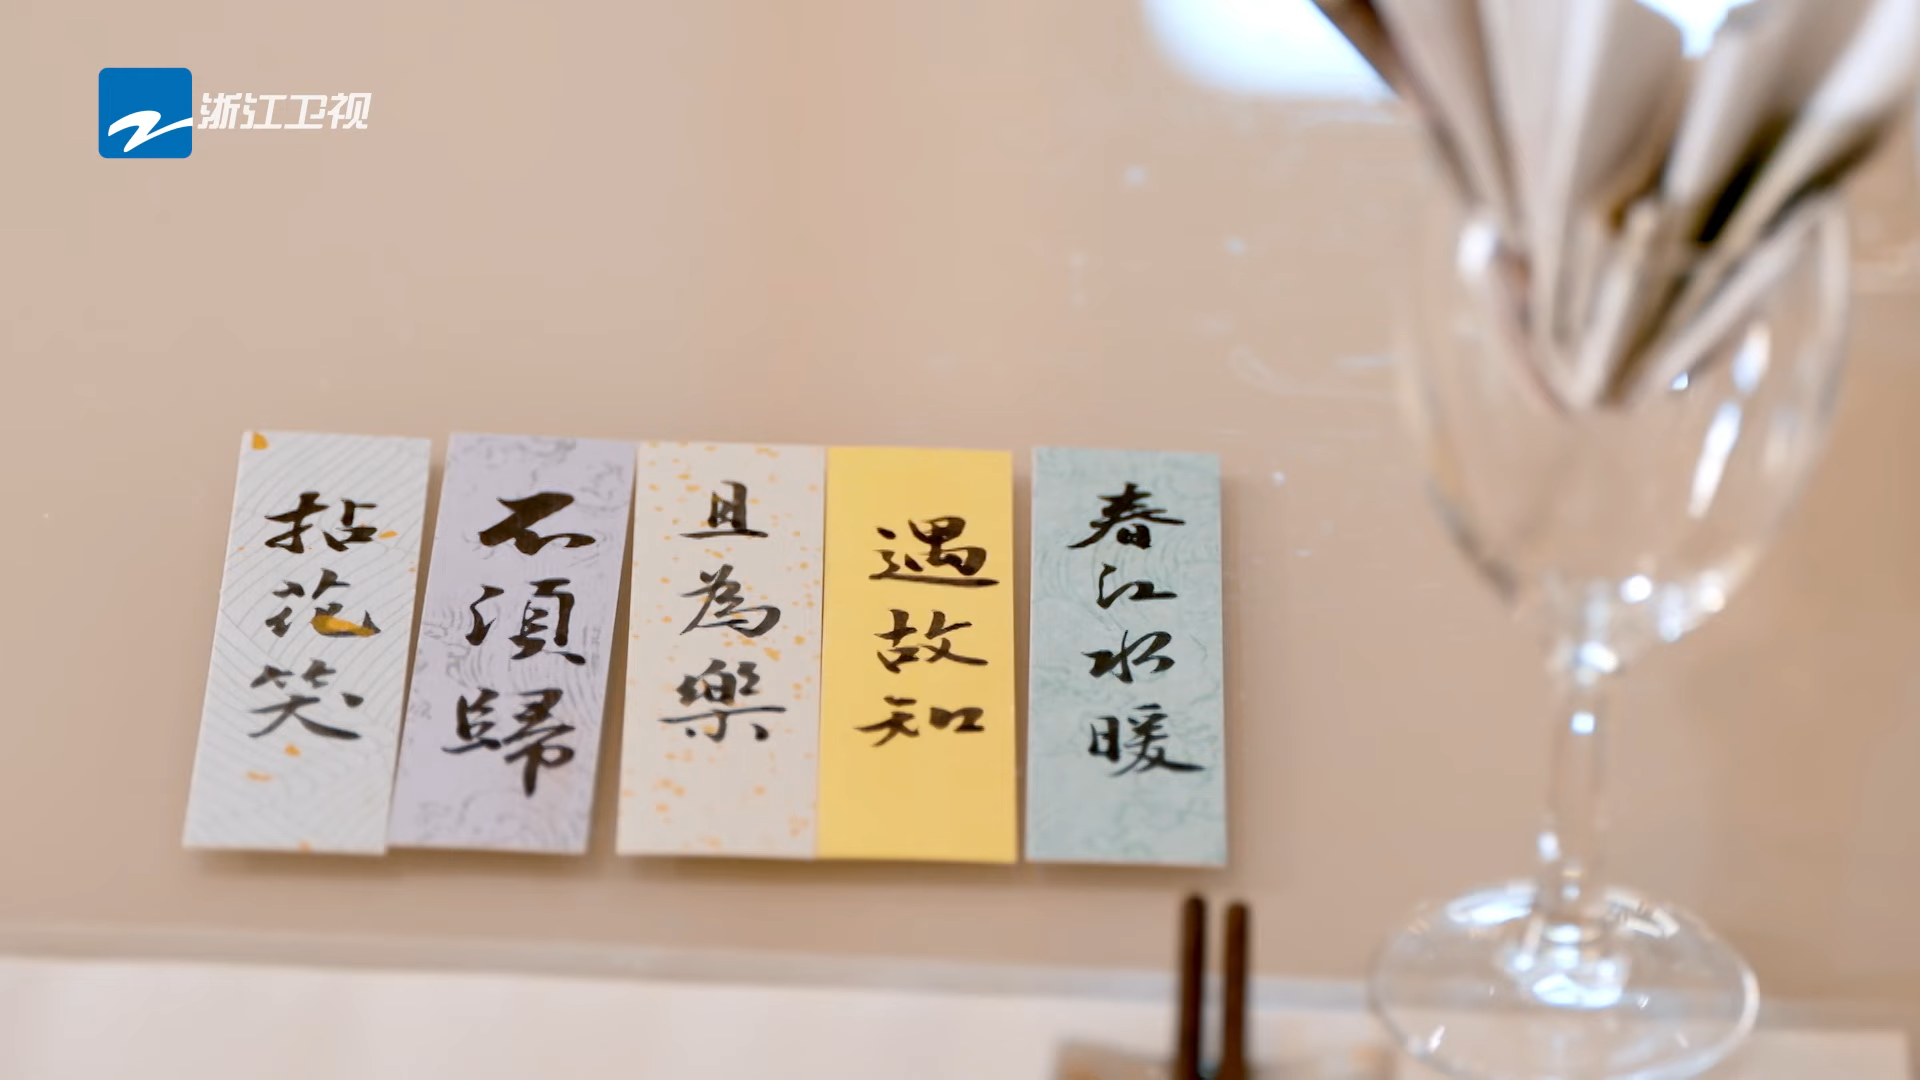 浙江卫视
拈花笑
不須歸
且為樂
遇故知
春江水暖